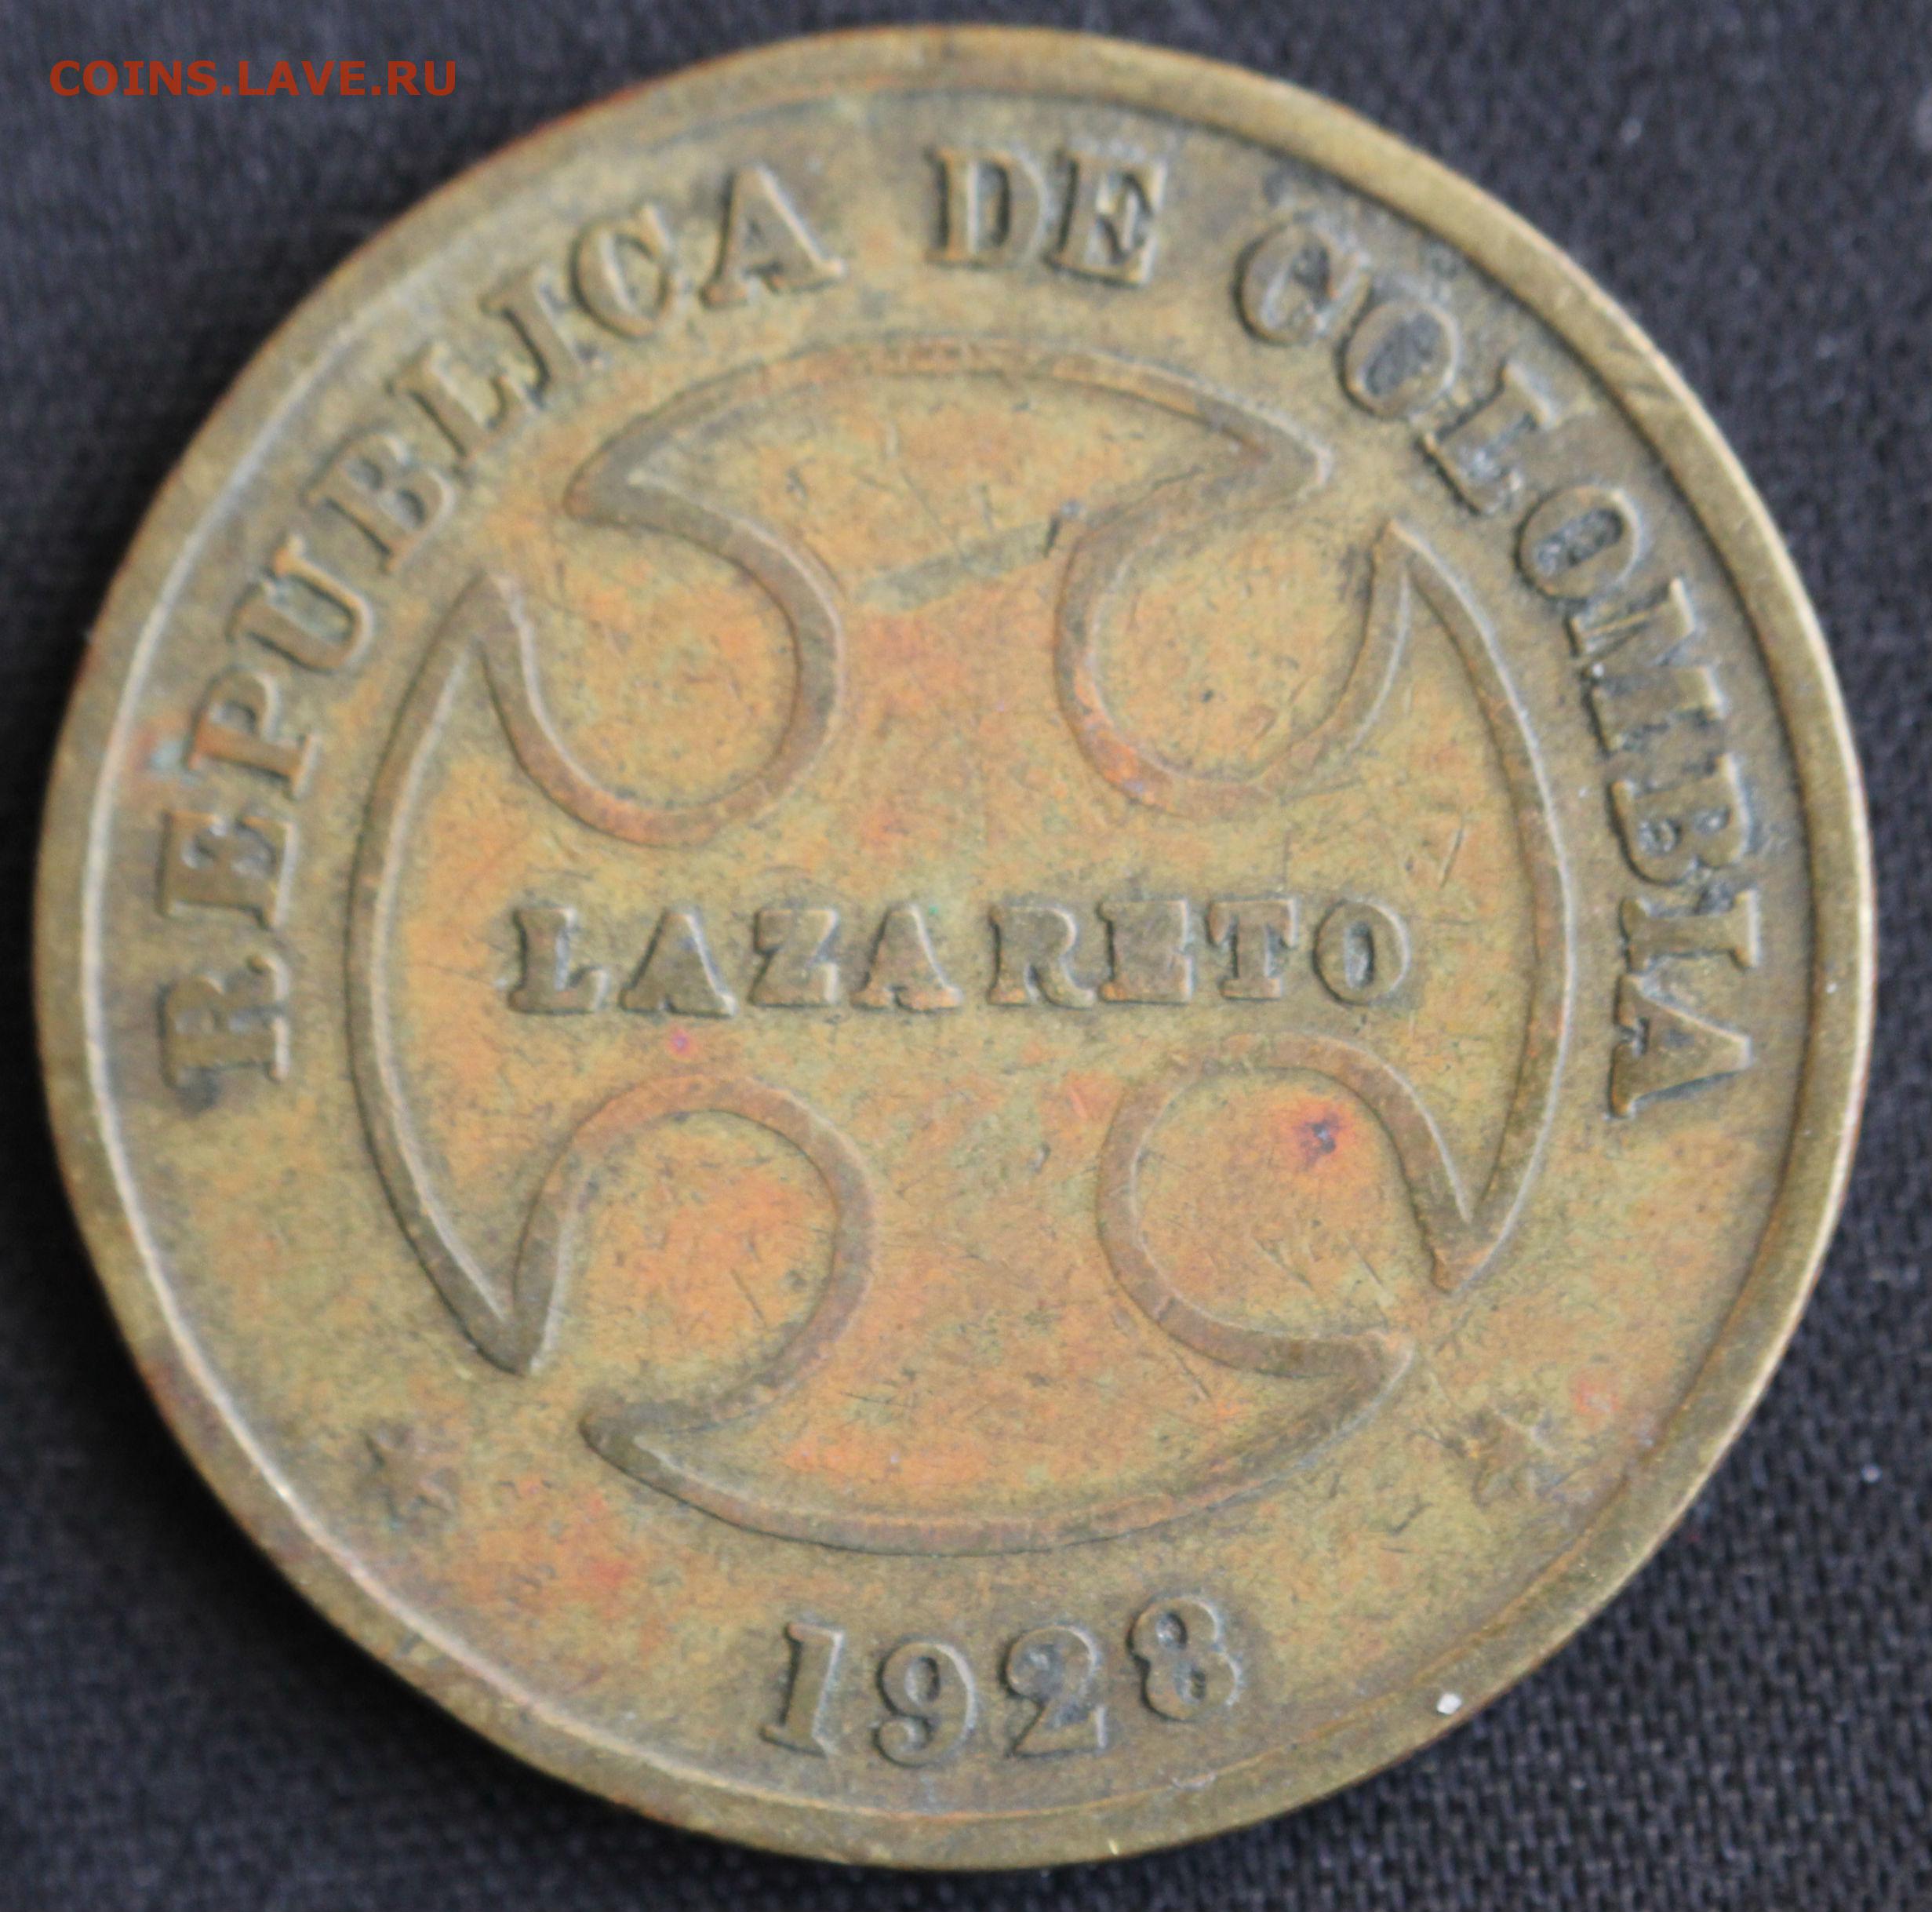 COINS.LAVE.RU
REPUBLICA DE COLOMBIA
LAZARETO
1928